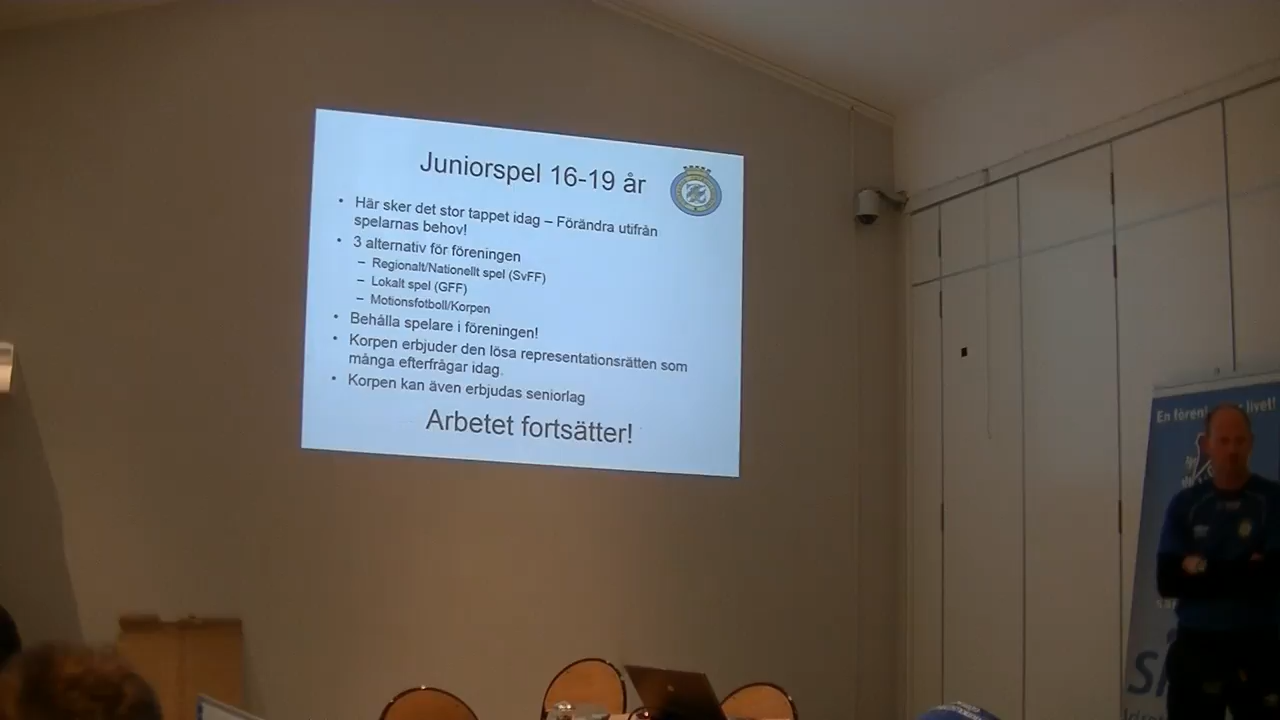 Juniorspel 16-19 år
• Här sker det stor tappet idag – Förändra utifrån
spelarnas behov!
• 3 alternativ för föreningen
– Regionalt/Nationellt spel (SvFF)
– Lokalt spel (GFF)
– Motionsfotboll/Korpen
• Behålla spelare i föreningen!
• Korpen erbjuder den lösa representationsrätten som
många efterfrågar idag.
• Korpen kan även erbjudas seniorlag
Arbetet fortsätter!
En livet!